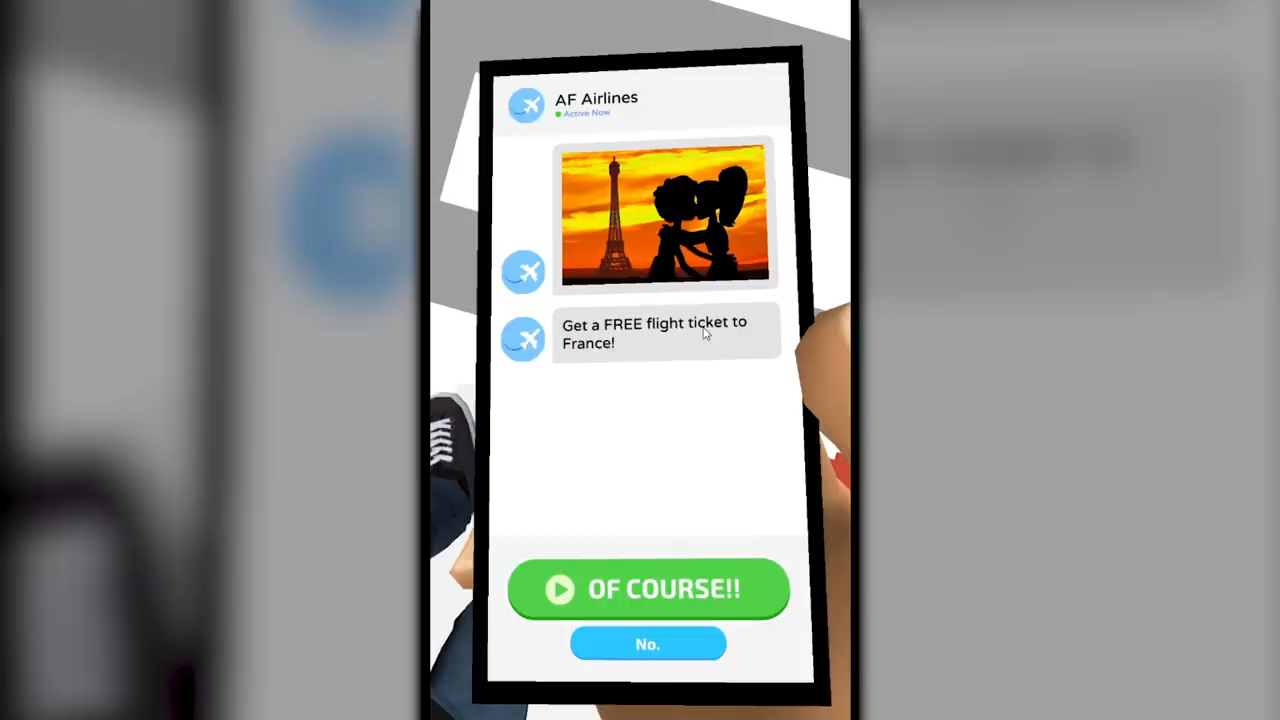 AF Airlines
Active Now
Get a FREE flight ticket to
France!
OF COURSE!!
No.